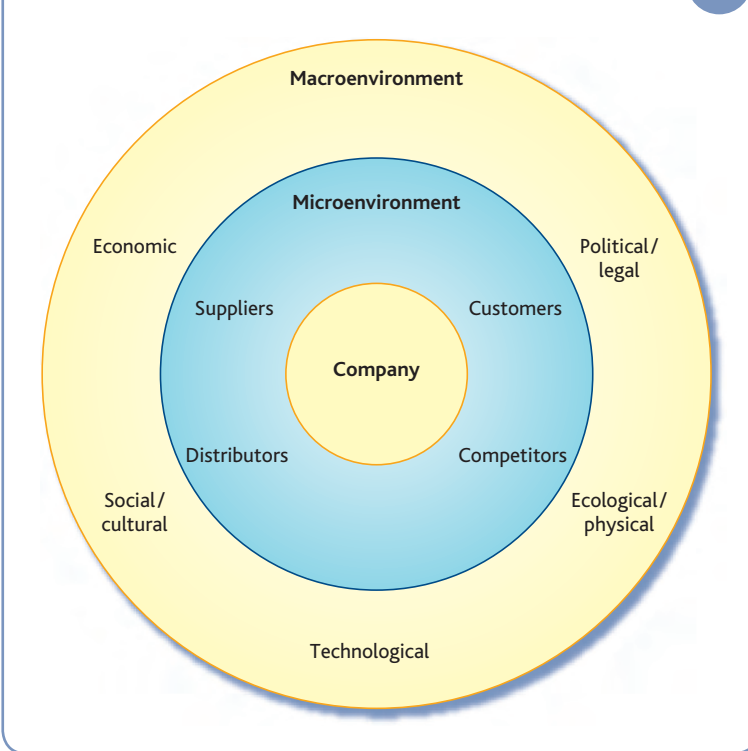 Macroenvironment
Microenvironment
Economic
Political/
legal
Suppliers
Customers
Company
Distributors
Competitors
Social/
cultural
Ecological/
physical
Technological